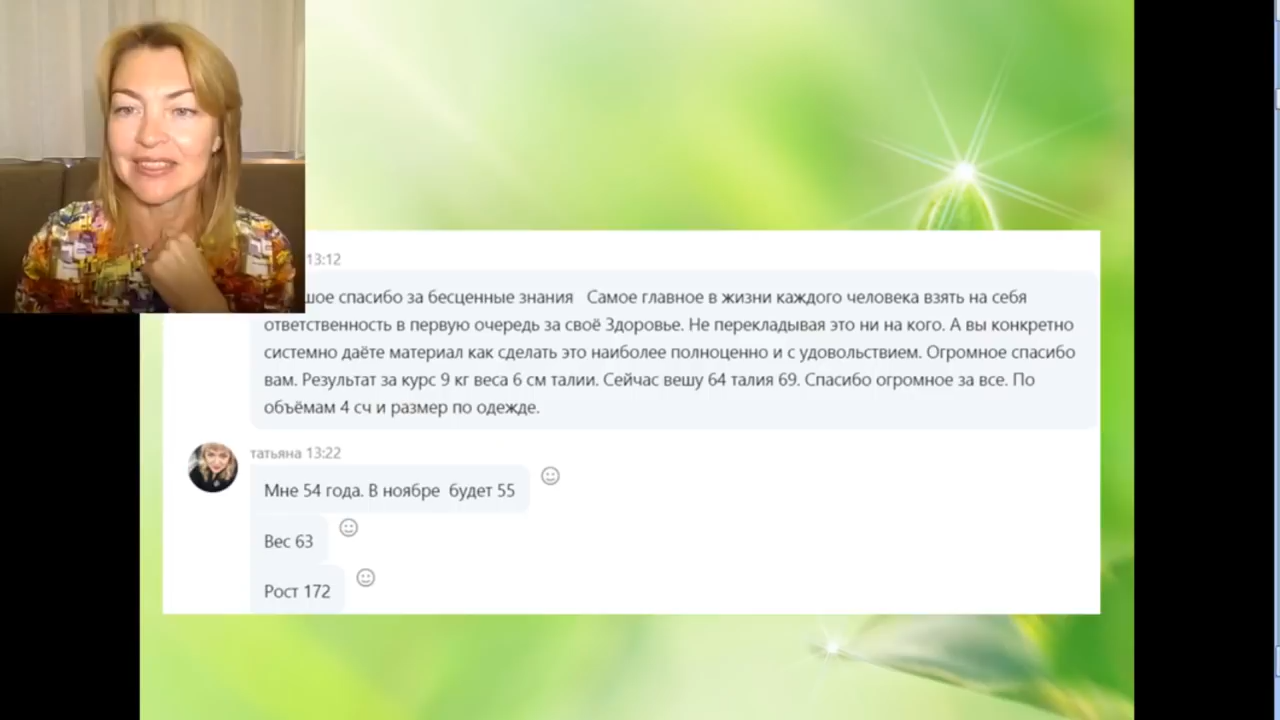 13:12
спасибо за бесценные знания Самое главное в жизни каждого человека взять на себя
ответственность в первую очередь за своё Здоровье. Не перекладывая это ни на кого. А вы конкретно
системно даёте материал как сделать это наиболее полноценно и с удовольствием. Огромное спасибо
вам. Результат за курс 9 кг веса 6 см талии. Сейчас вешу 64 талия 69. Спасибо огромное за все. По
объёмам 4 сч и размер по одежде.
татьяна 13:22
Мне 54 года. В ноябре будет 55
Вес 63
Рост 172